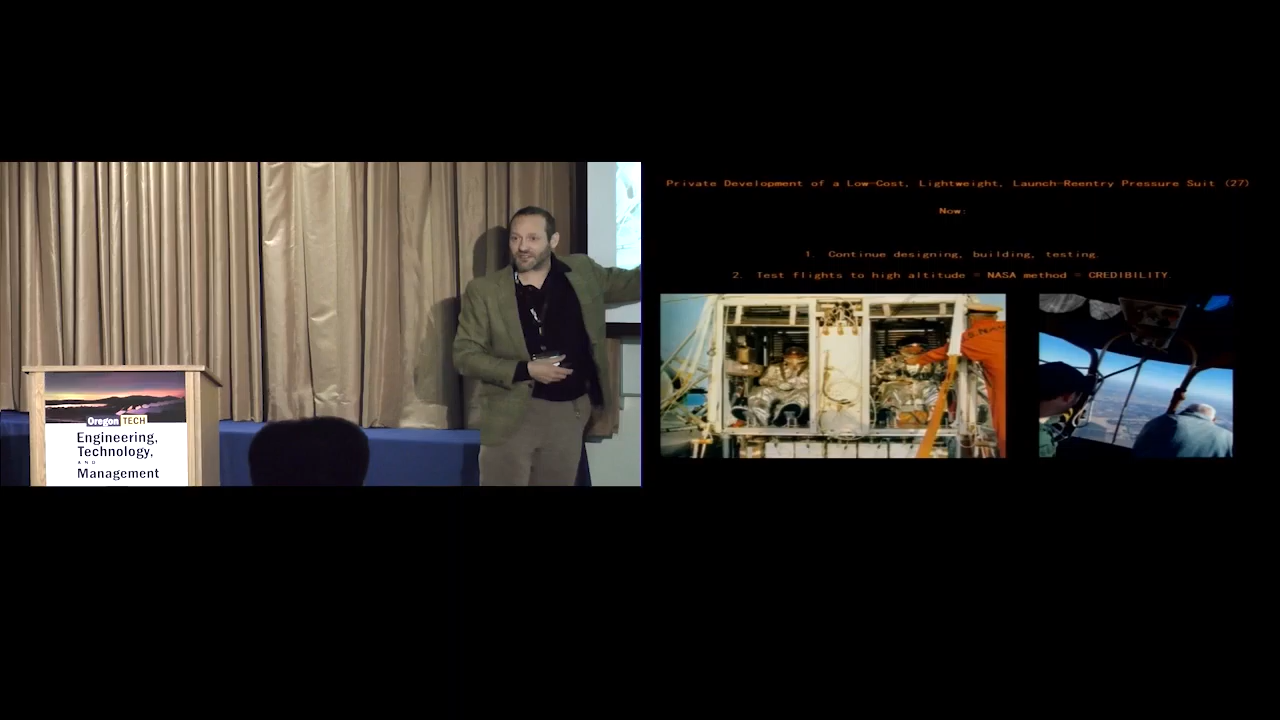 Oregon TECH
Engineering,
Technology,
AND
Management
Private Development of a Low-Cost, Lightweight, Launch-Reentry Pressure Suit (27)
Now:
1. Continue designing, building, testing.
2. Test flights to high altitude = NASA method = CREDIBILITY.